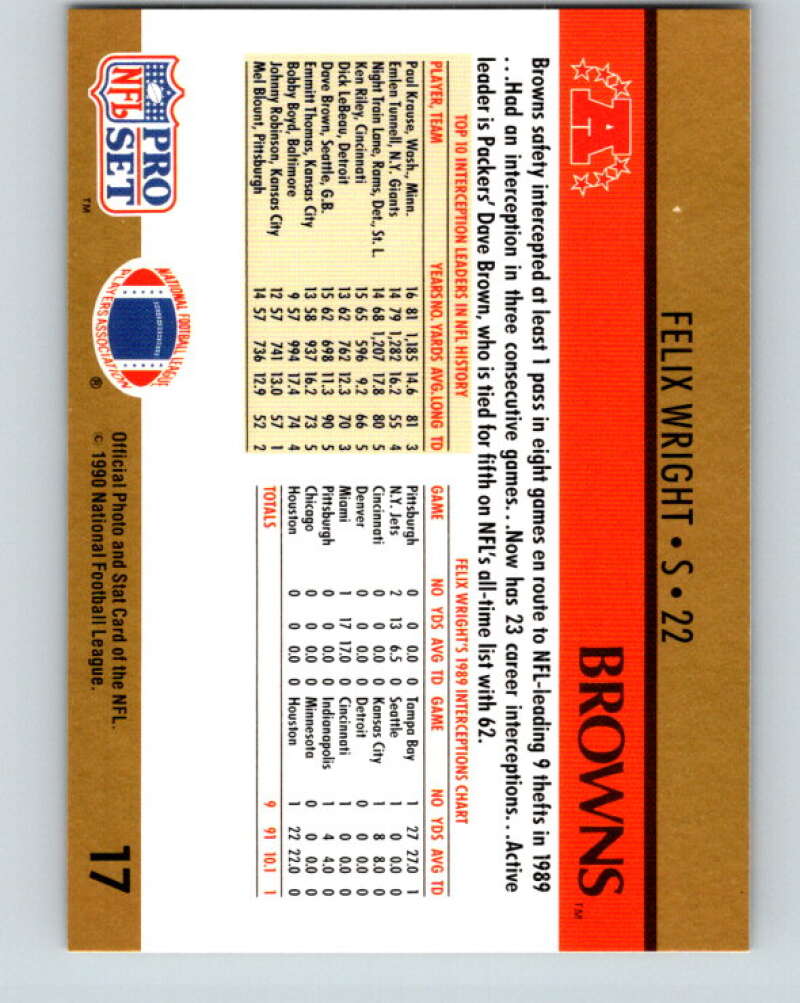 FELIX WRIGHT • S • 22
BROWNS™
A
Browns safety intercepted at least 1 pass in eight games en route to NFL-leading 9 thefts in 1989
. . .Had an interception in three consecutive games. . .Now has 23 career interceptions. . .Active
leader is Packers' Dave Brown, who is tied for fifth on NFL's all-time list with 62.
TOP 10 INTERCEPTION LEADERS IN NFL HISTORY
PLAYER, TEAM YEARS NO. YARDS AVG. LONG TD
Paul Krause, Wash., Minn. 16 81 1,185 14.6 81 3
Emlen Tunnell, N.Y. Giants 14 79 1,282 16.2 55 4
Night Train Lane, Rams, Det., St. L. 14 68 1,207 17.8 80 5
Ken Riley, Cincinnati 15 65 596 9.2 66 5
Dick LeBeau, Detroit 13 62 762 12.3 70 3
Dave Brown, Seattle, G.B. 15 62 698 11.3 90 5
Emmitt Thomas, Kansas City 13 58 937 16.2 73 5
Bobby Boyd, Baltimore 9 57 994 17.4 74 4
Johnny Robinson, Kansas City 12 57 741 13.0 57 1
Mel Blount, Pittsburgh 14 57 736 12.9 52 2
FELIX WRIGHT'S 1989 INTERCEPTIONS CHART
GAME NO YDS AVG TD GAME NO YDS AVG TD
Pittsburgh 0 0 0.0 0 Tampa Bay 1 27 27.0 1
N.Y. Jets 2 13 6.5 0 Seattle 1 0 0.0 0
Cincinnati 0 0 0.0 0 Kansas City 1 8 8.0 0
Denver 0 0 0.0 0 Detroit 0 0 0.0 0
Miami 1 17 17.0 0 Cincinnati 1 0 0.0 0
Pittsburgh 0 0 0.0 0 Indianapolis 1 4 4.0 0
Chicago 0 0 0.0 0 Minnesota 0 0 0.0 0
Houston 0 0 0.0 0 Houston 1 22 22.0 0
TOTALS 9 91 10.1 1
NFL PRO SET™
NATIONAL FOOTBALL LEAGUE
PLAYERS ASSOCIATION®
Official Photo and Stat Card of the NFL.
© 1990 National Football League.
17